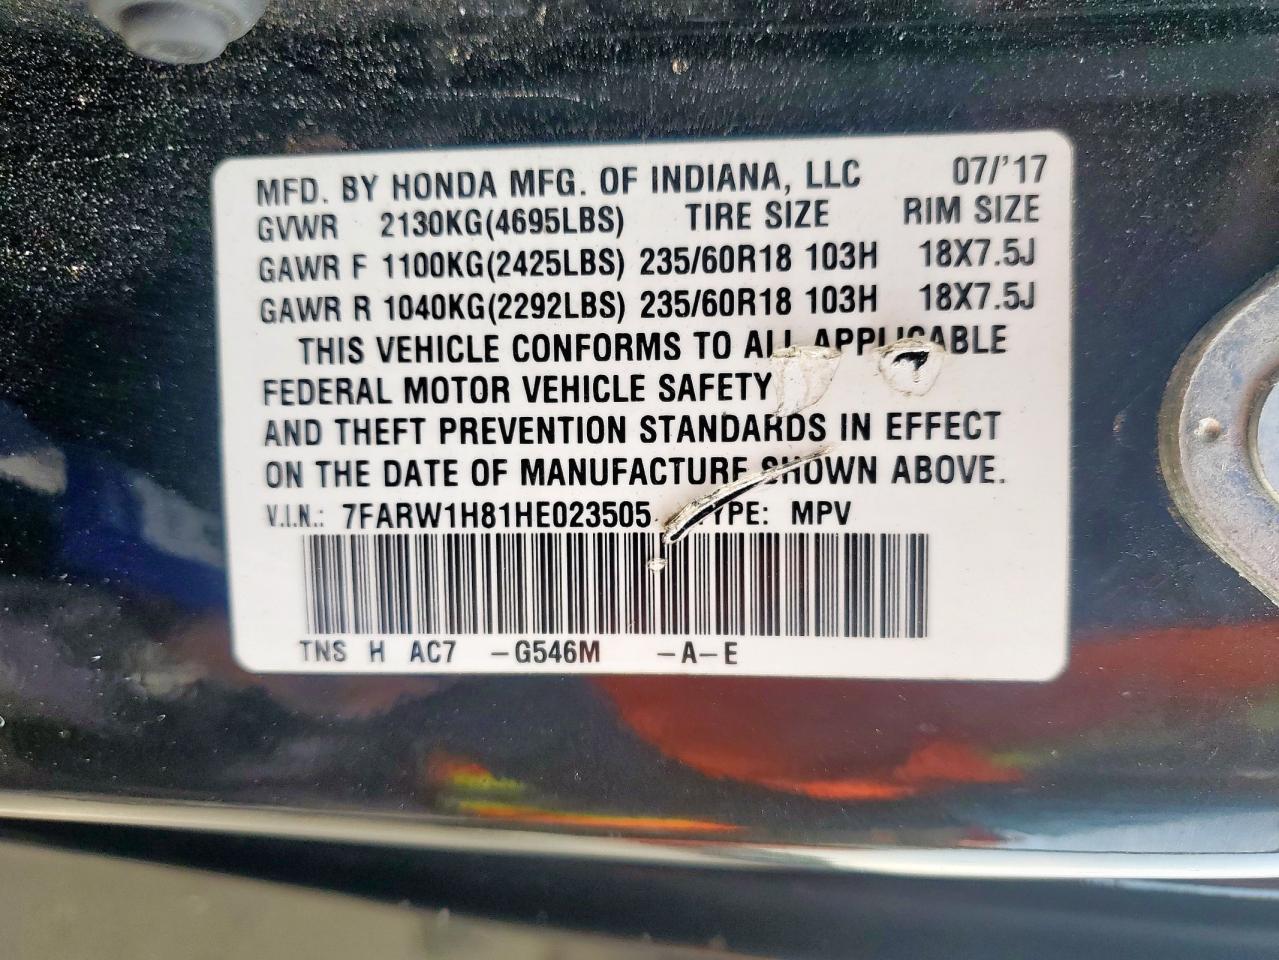 MFD. BY HONDA MFG. OF INDIANA, LLC 07/'17
GVWR 2130KG(4695LBS) TIRE SIZE RIM SIZE
GAWR F 1100KG(2425LBS) 235/60R18 103H 18X7.5J
GAWR R 1040KG(2292LBS) 235/60R18 103H 18X7.5J
THIS VEHICLE CONFORMS TO ALL APPLICABLE
FEDERAL MOTOR VEHICLE SAFETY
AND THEFT PREVENTION STANDARDS IN EFFECT
ON THE DATE OF MANUFACTURE SHOWN ABOVE.
V.I.N.: 7FARW1H81HE023505 TYPE: MPV
TNS H AC7 -G546M -A-E